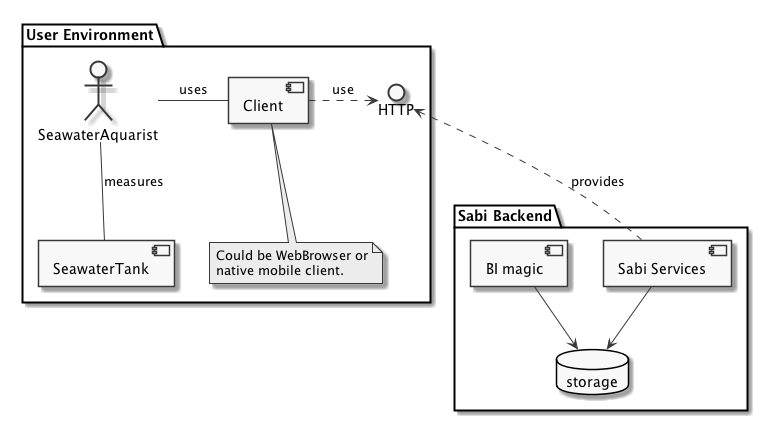 User Environment
uses
use
Client
HTTP
SeawaterAquarist
measures
provides
Sabi Backend
SeawaterTank
Could be WebBrowser or
native mobile client.
BI magic
Sabi Services
storage